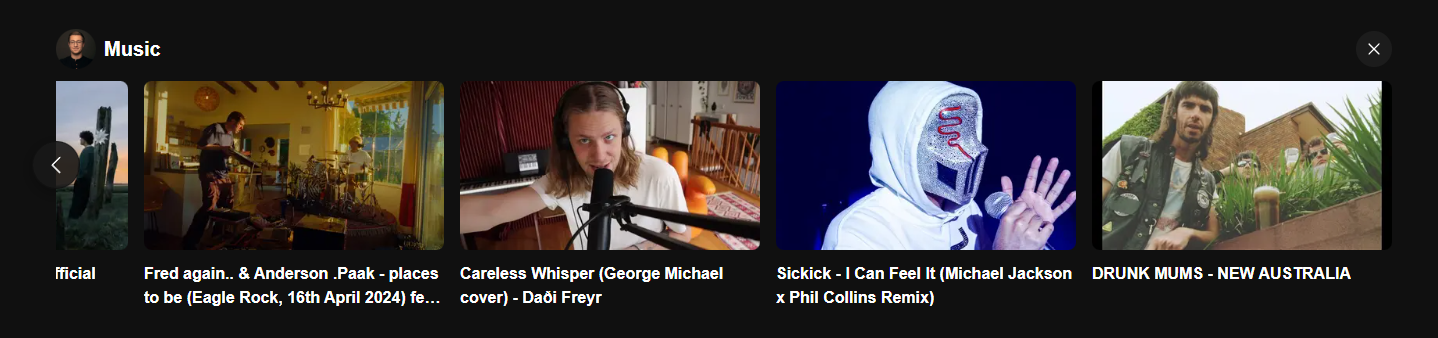 Music
fficial
Fred again.. & Anderson .Paak - places
to be (Eagle Rock, 16th April 2024) fe...
Careless Whisper (George Michael
cover) - Daði Freyr
Sickick - I Can Feel It (Michael Jackson
x Phil Collins Remix)
DRUNK MUMS - NEW AUSTRALIA